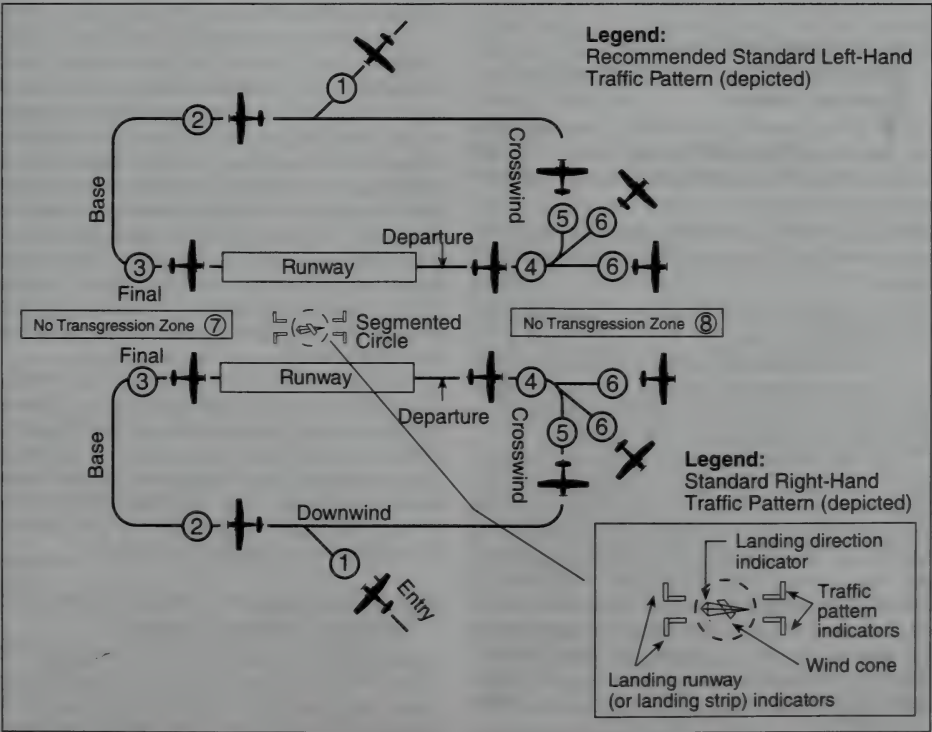 Legend:
Recommended Standard Left-Hand
Traffic Pattern (depicted)
1
2
Crosswind
Base
5
6
Departure
3
Runway
4
6
Final
No Transgression Zone 7
Segmented
Circle
No Transgression Zone 8
Final
3
Runway
4
6
Departure
Crosswind
5
6
Base
Legend:
Standard Right-Hand
Traffic Pattern (depicted)
2
Downwind
1
Entry
Landing direction
indicator
Traffic
pattern
indicators
Wind cone
Landing runway
(or landing strip) indicators